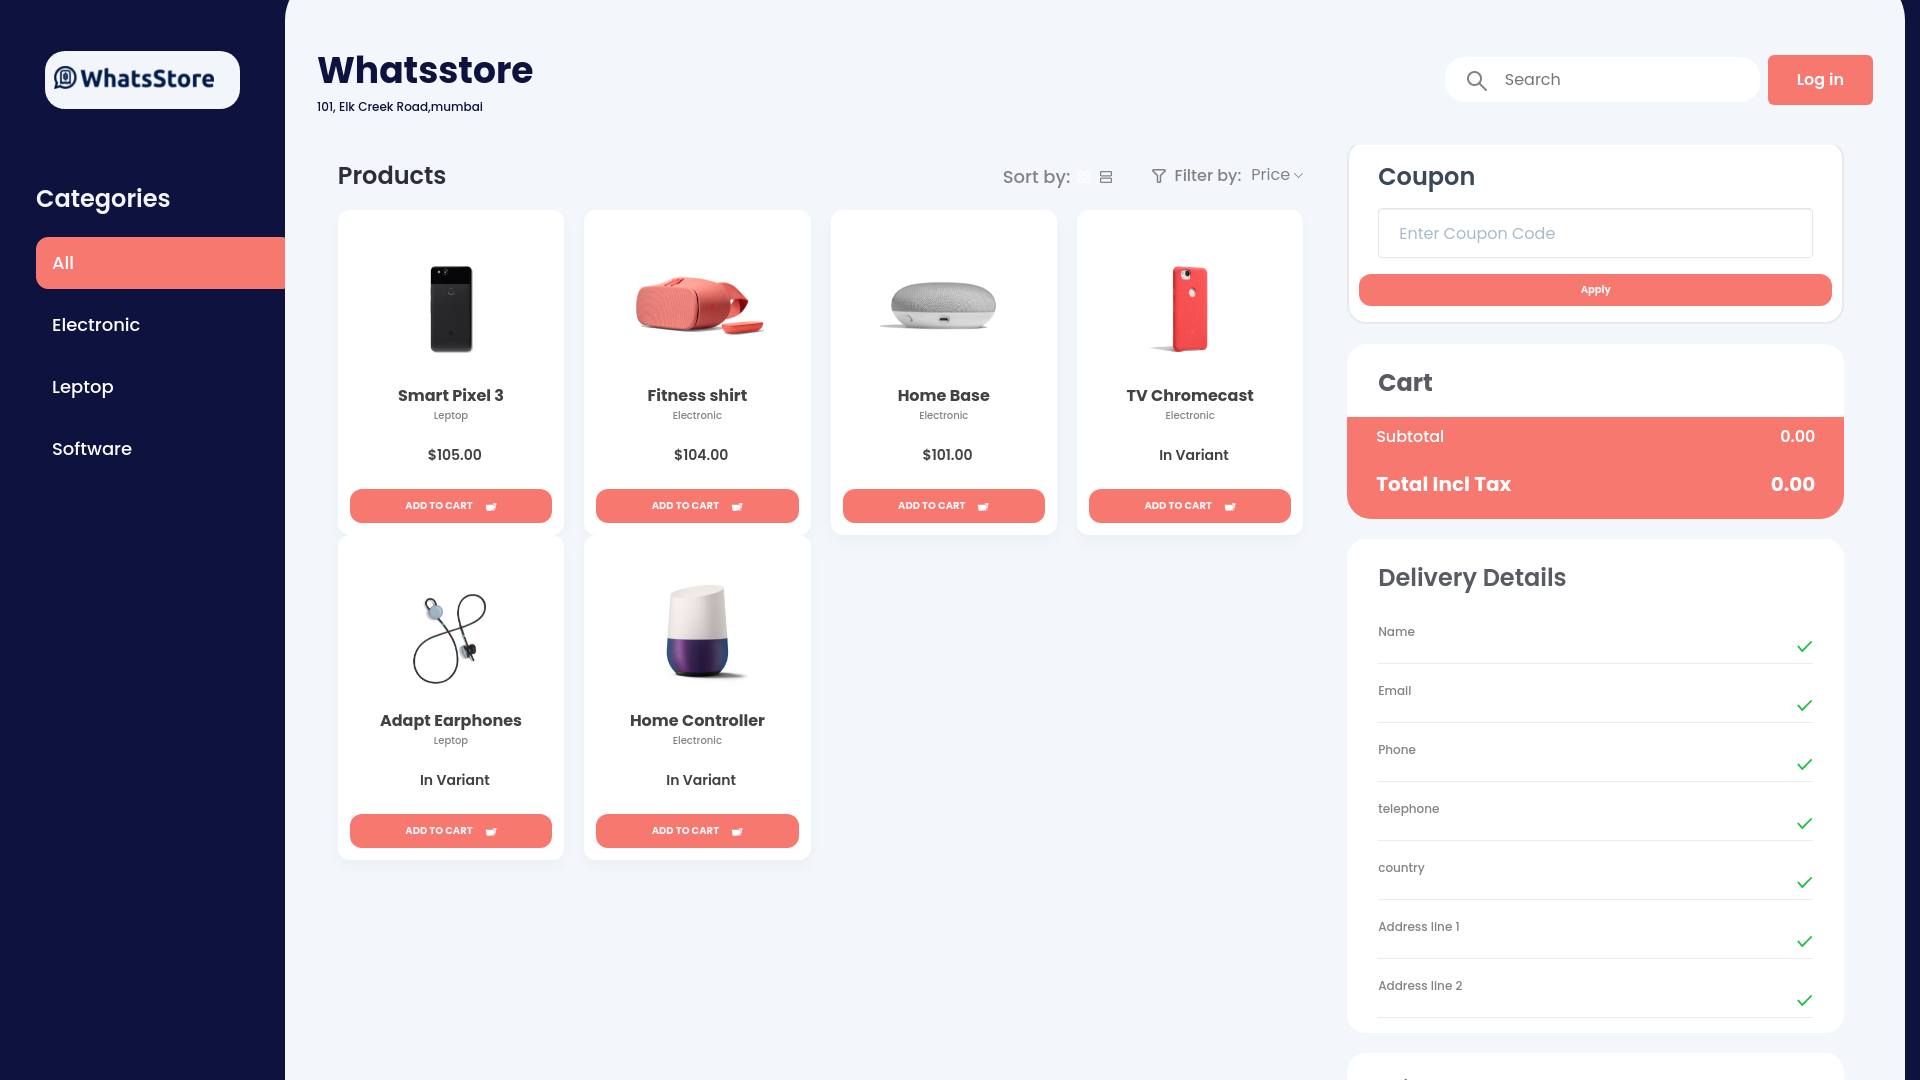 WhatsStore
Whatsstore
101, Elk Creek Road,mumbai
Search
Log in
Categories
All
Electronic
Leptop
Software
Products
Sort by:
Filter by: Price
Smart Pixel 3
Leptop
$105.00
ADD TO CART
Fitness shirt
Electronic
$104.00
ADD TO CART
Home Base
Electronic
$101.00
ADD TO CART
TV Chromecast
Electronic
In Variant
ADD TO CART
Adapt Earphones
Leptop
In Variant
ADD TO CART
Home Controller
Electronic
In Variant
ADD TO CART
Coupon
Enter Coupon Code
Apply
Cart
Subtotal 0.00
Total Incl Tax 0.00
Delivery Details
Name
Email
Phone
telephone
country
Address line 1
Address line 2